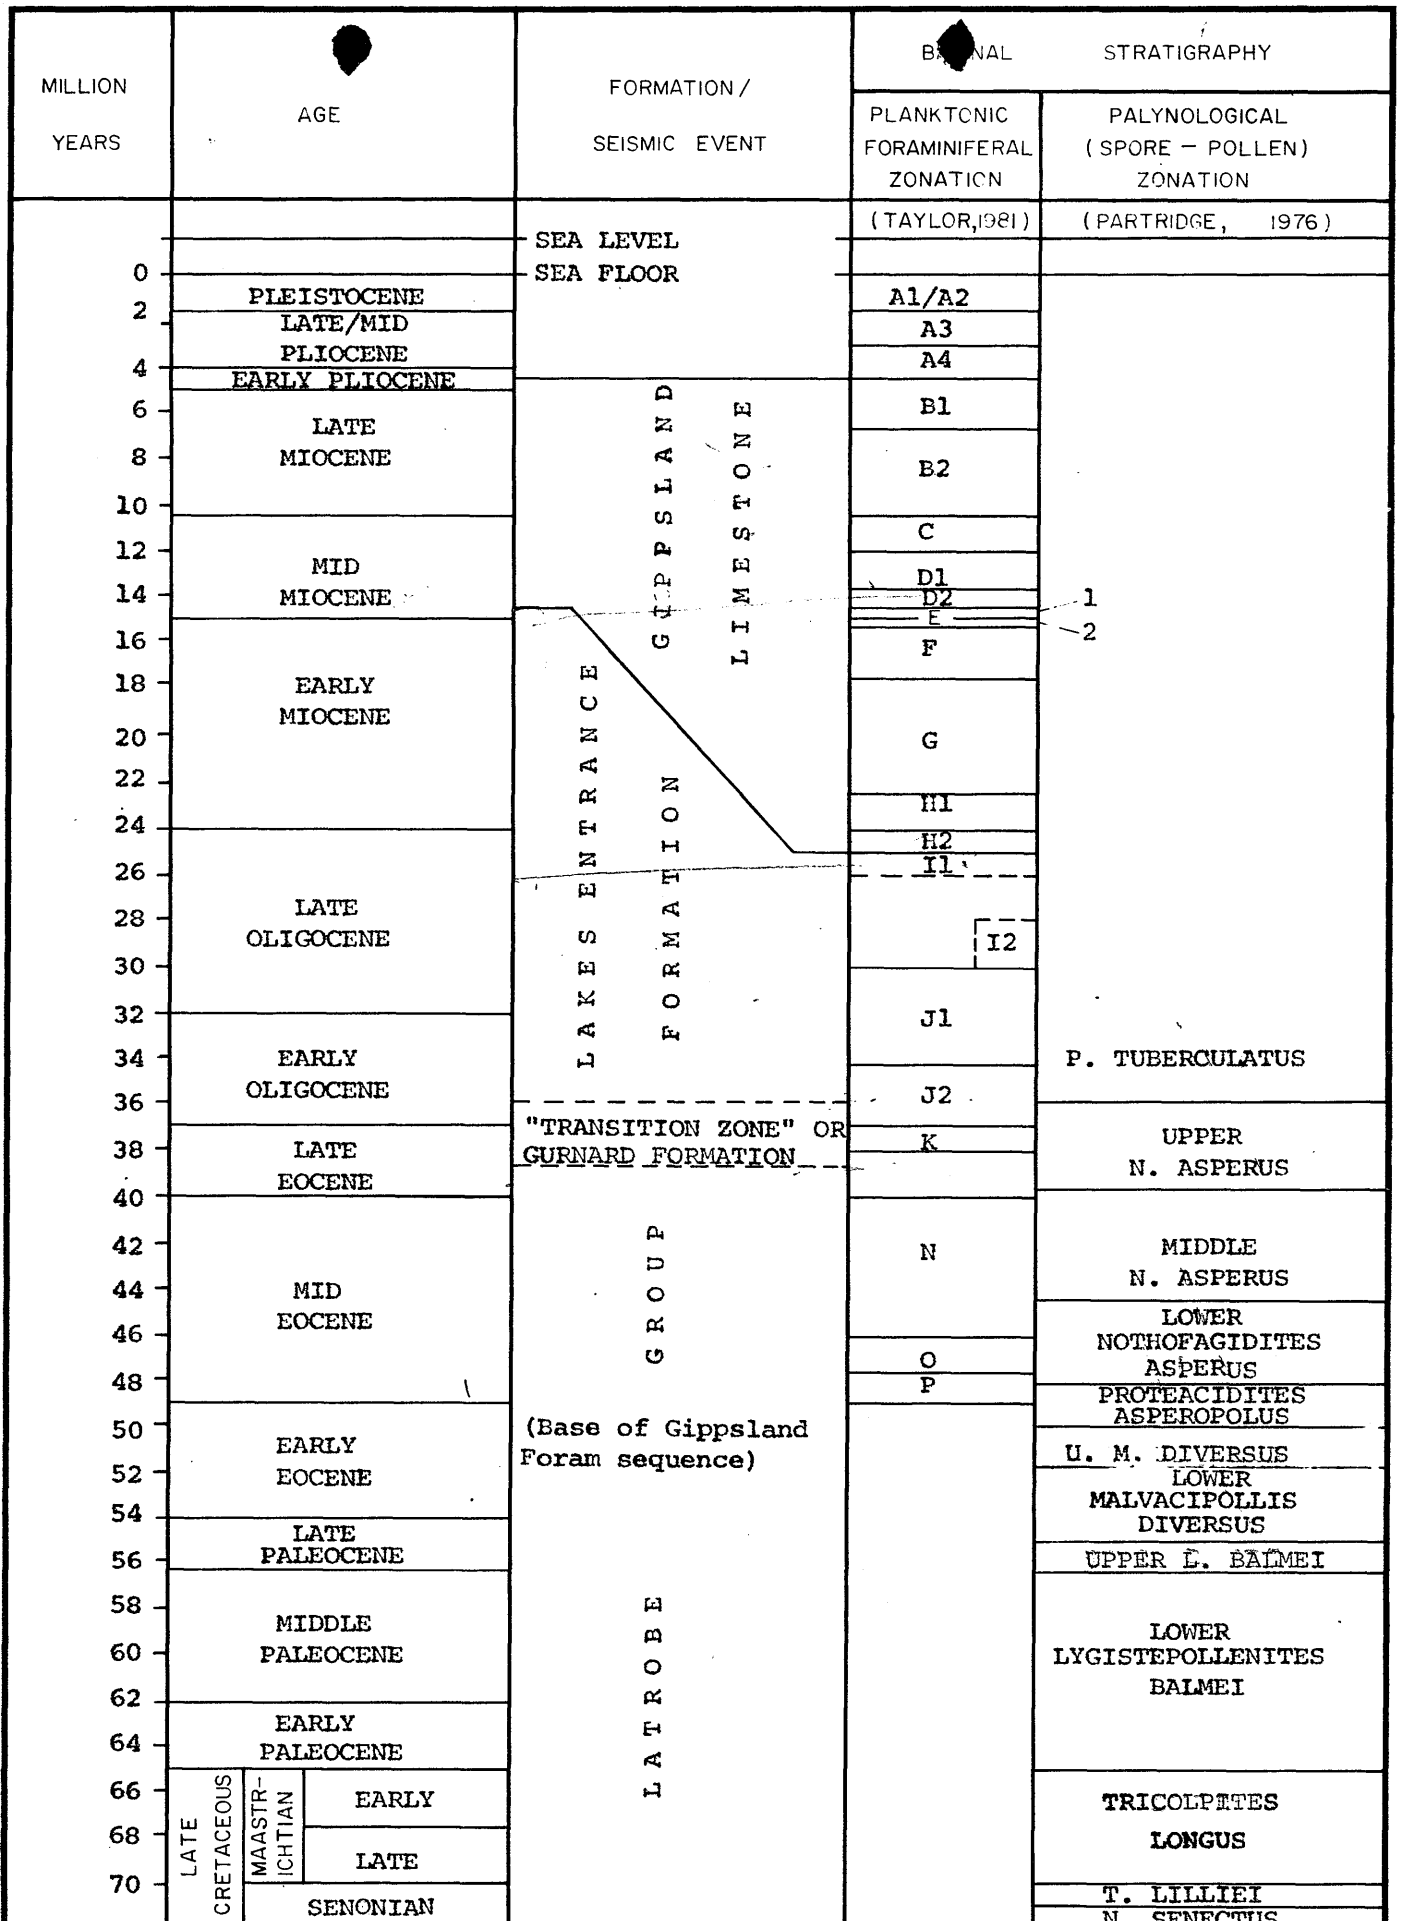 MILLION
YEARS
AGE
FORMATION /
SEISMIC EVENT
STRATIGRAPHY
PLANKTONIC
FORAMINIFERAL
ZONATION
(TAYLOR,1981)
PALYNOLOGICAL
(SPORE - POLLEN)
ZONATION
(PARTRIDGE, 1976)
SEA LEVEL
0 SEA FLOOR
PLEISTOCENE A1/A2
2
LATE/MID A3
PLIOCENE A4
4
EARLY PLIOCENE
6 B1
LATE
8 MIOCENE B2
10
C
12
MID D1
14 MIOCENE D2 1
E 2
16 F
18 EARLY
MIOCENE
20 G
22
H1
24
H2
26 I1
GIPPSLAND
LIMESTONE
LAKES ENTRANCE
FORMATION
28 LATE
OLIGOCENE I2
30
32 J1
34 EARLY P. TUBERCULATUS
OLIGOCENE J2
36
"TRANSITION ZONE" OR
GURNARD FORMATION
38 LATE K UPPER
EOCENE N. ASPERUS
40
42 N MIDDLE
N. ASPERUS
44 MID
EOCENE LOWER
46 NOTHOFAGIDITES
O ASPERUS
48 P PROTEACIDITES
ASPEROPOLUS
50 (Base of Gippsland
Foram sequence)
EARLY U. M. DIVERSUS
52 EOCENE LOWER
MALVACIPOLLIS
54 DIVERSUS
LATE
56 PALEOCENE UPPER L. BALMEI
58 MIDDLE
60 PALEOCENE LOWER
LYGISTEPOLLENITES
BALMEI
62
EARLY
64 PALEOCENE
LATROBE GROUP
66 EARLY TRICOLPITES
68 LONGUS
LATE
70
LATE
CRETACEOUS
MAASTR-
ICHTIAN
SENONIAN T. LILLIEI
N. SENECTUS